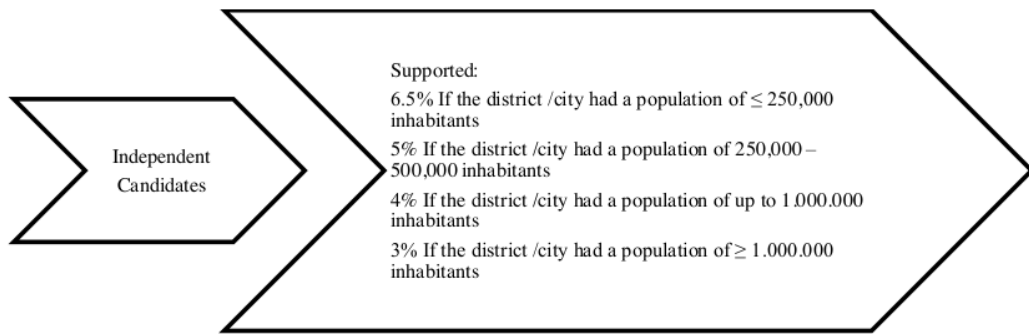 Independent
Candidates
Supported:
6.5% If the district /city had a population of ≤ 250,000
inhabitants
5% If the district /city had a population of 250,000 –
500,000 inhabitants
4% If the district /city had a population of up to 1.000.000
inhabitants
3% If the district /city had a population of ≥ 1.000.000
inhabitants